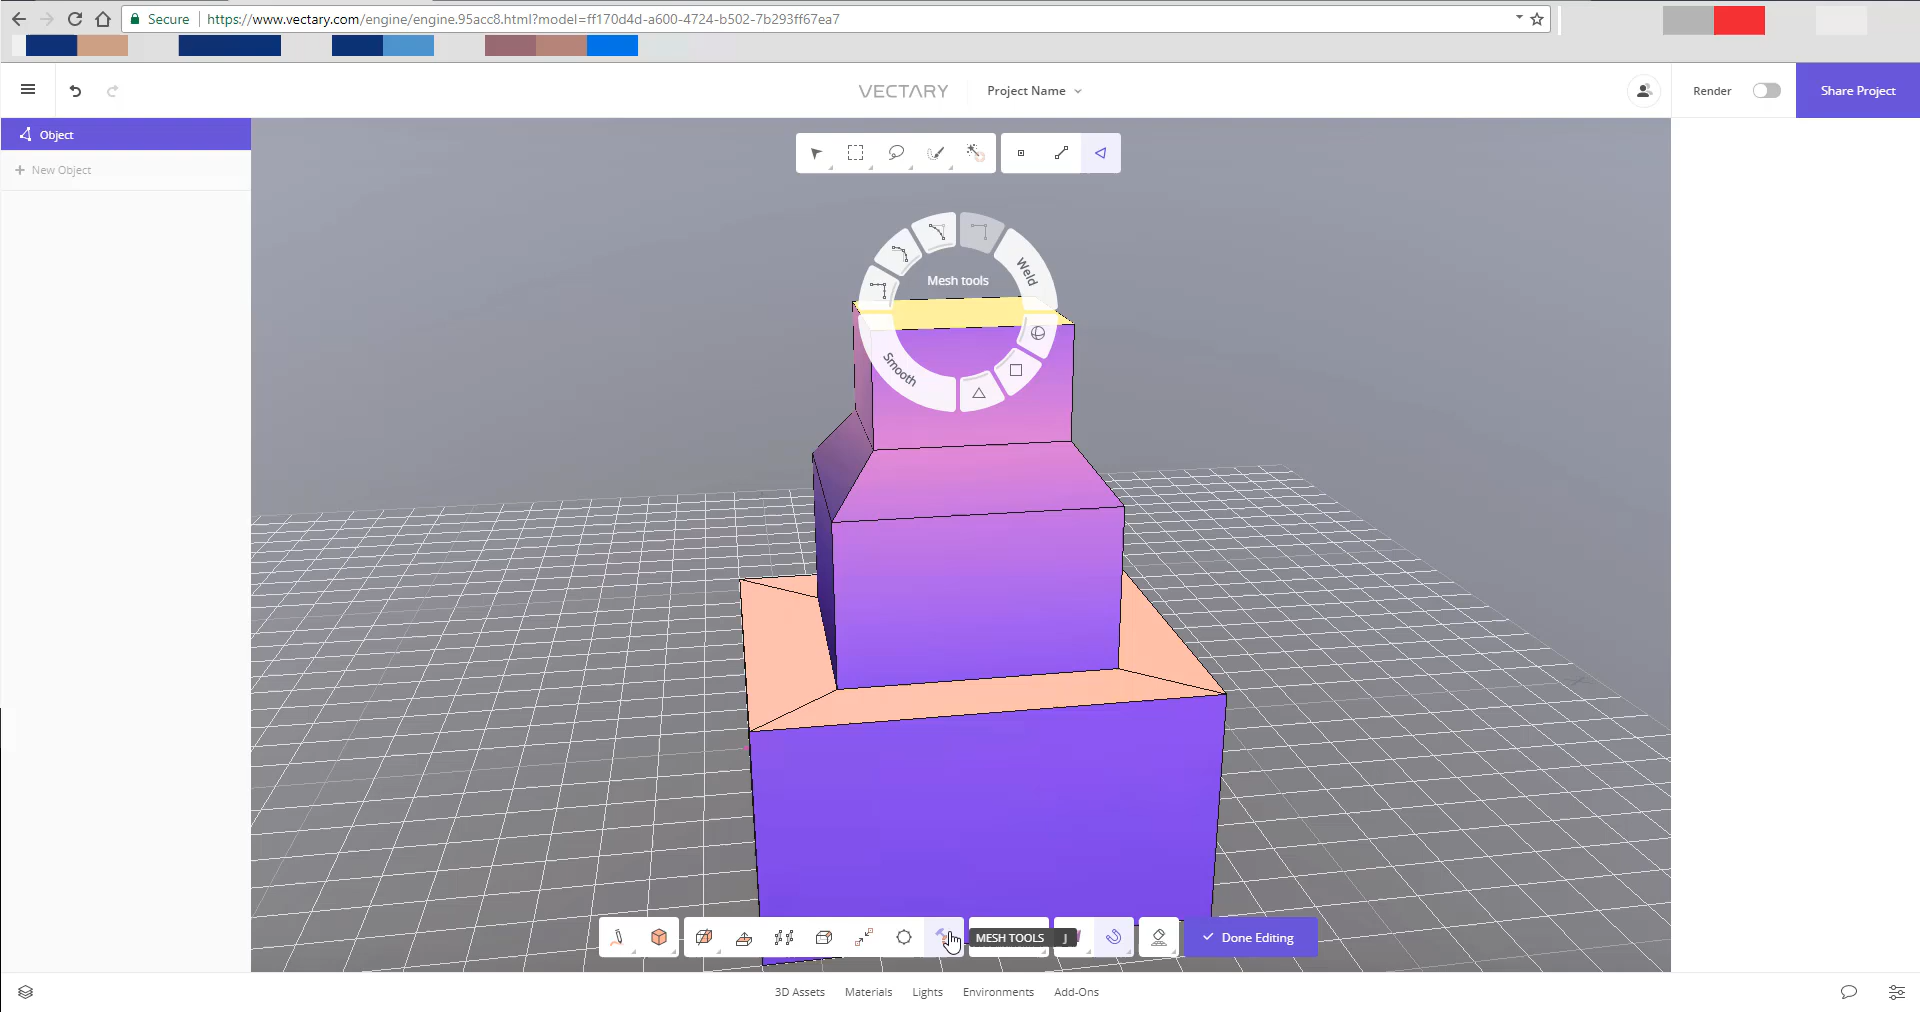 Secure https://www.vectary.com/engine/engine.95acc8.html?model=ff170d4d-a600-4724-b502-7b293ff67ea7
VECTARY Project Name Render Share Project
Object
New Object
Mesh tools
Weld
Smooth
MESH TOOLS J
Done Editing
3D Assets Materials Lights Environments Add-Ons